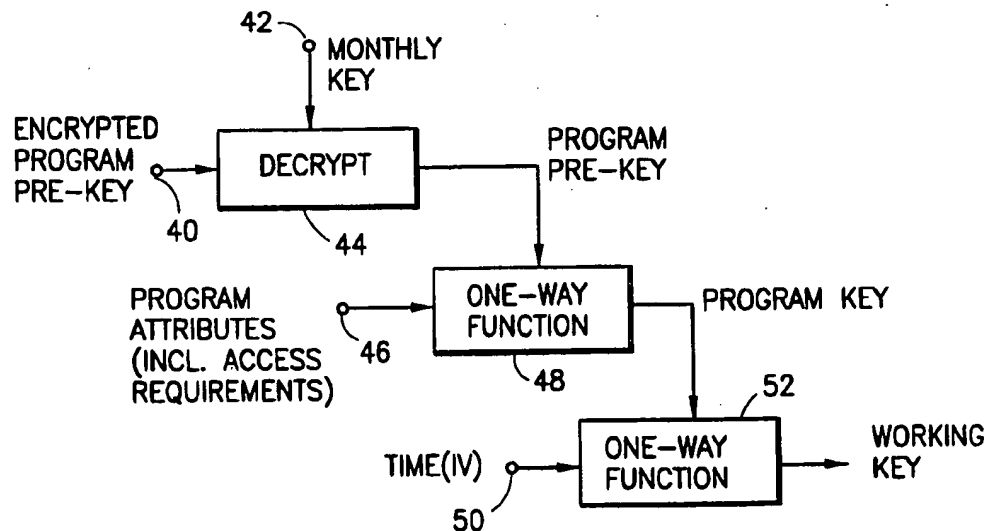 42
MONTHLY
KEY
ENCRYPTED
PROGRAM
PRE-KEY
40
DECRYPT
44
PROGRAM
PRE-KEY
PROGRAM
ATTRIBUTES
(INCL. ACCESS
REQUIREMENTS)
46
ONE-WAY
FUNCTION
48
PROGRAM KEY
52
TIME(IV)
50
ONE-WAY
FUNCTION
WORKING
KEY